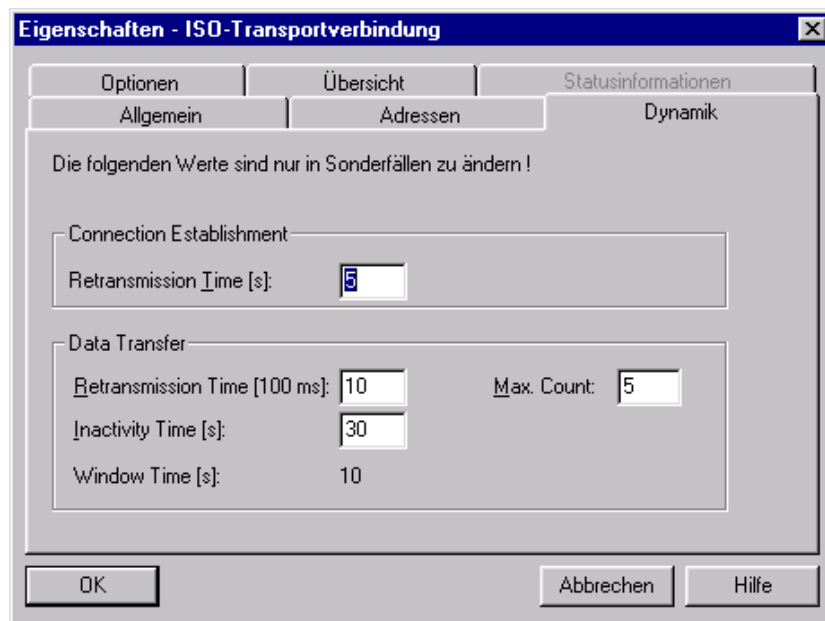 Eigenschaften - ISO-Transportverbindung
Optionen Übersicht Statusinformationen
Allgemein Adressen Dynamik
Die folgenden Werte sind nur in Sonderfällen zu ändern !
Connection Establishment
Retransmission Time [s]: 5
Data Transfer
Retransmission Time [100 ms]: 10 Max. Count: 5
Inactivity Time [s]: 30
Window Time [s]: 10
OK Abbrechen Hilfe